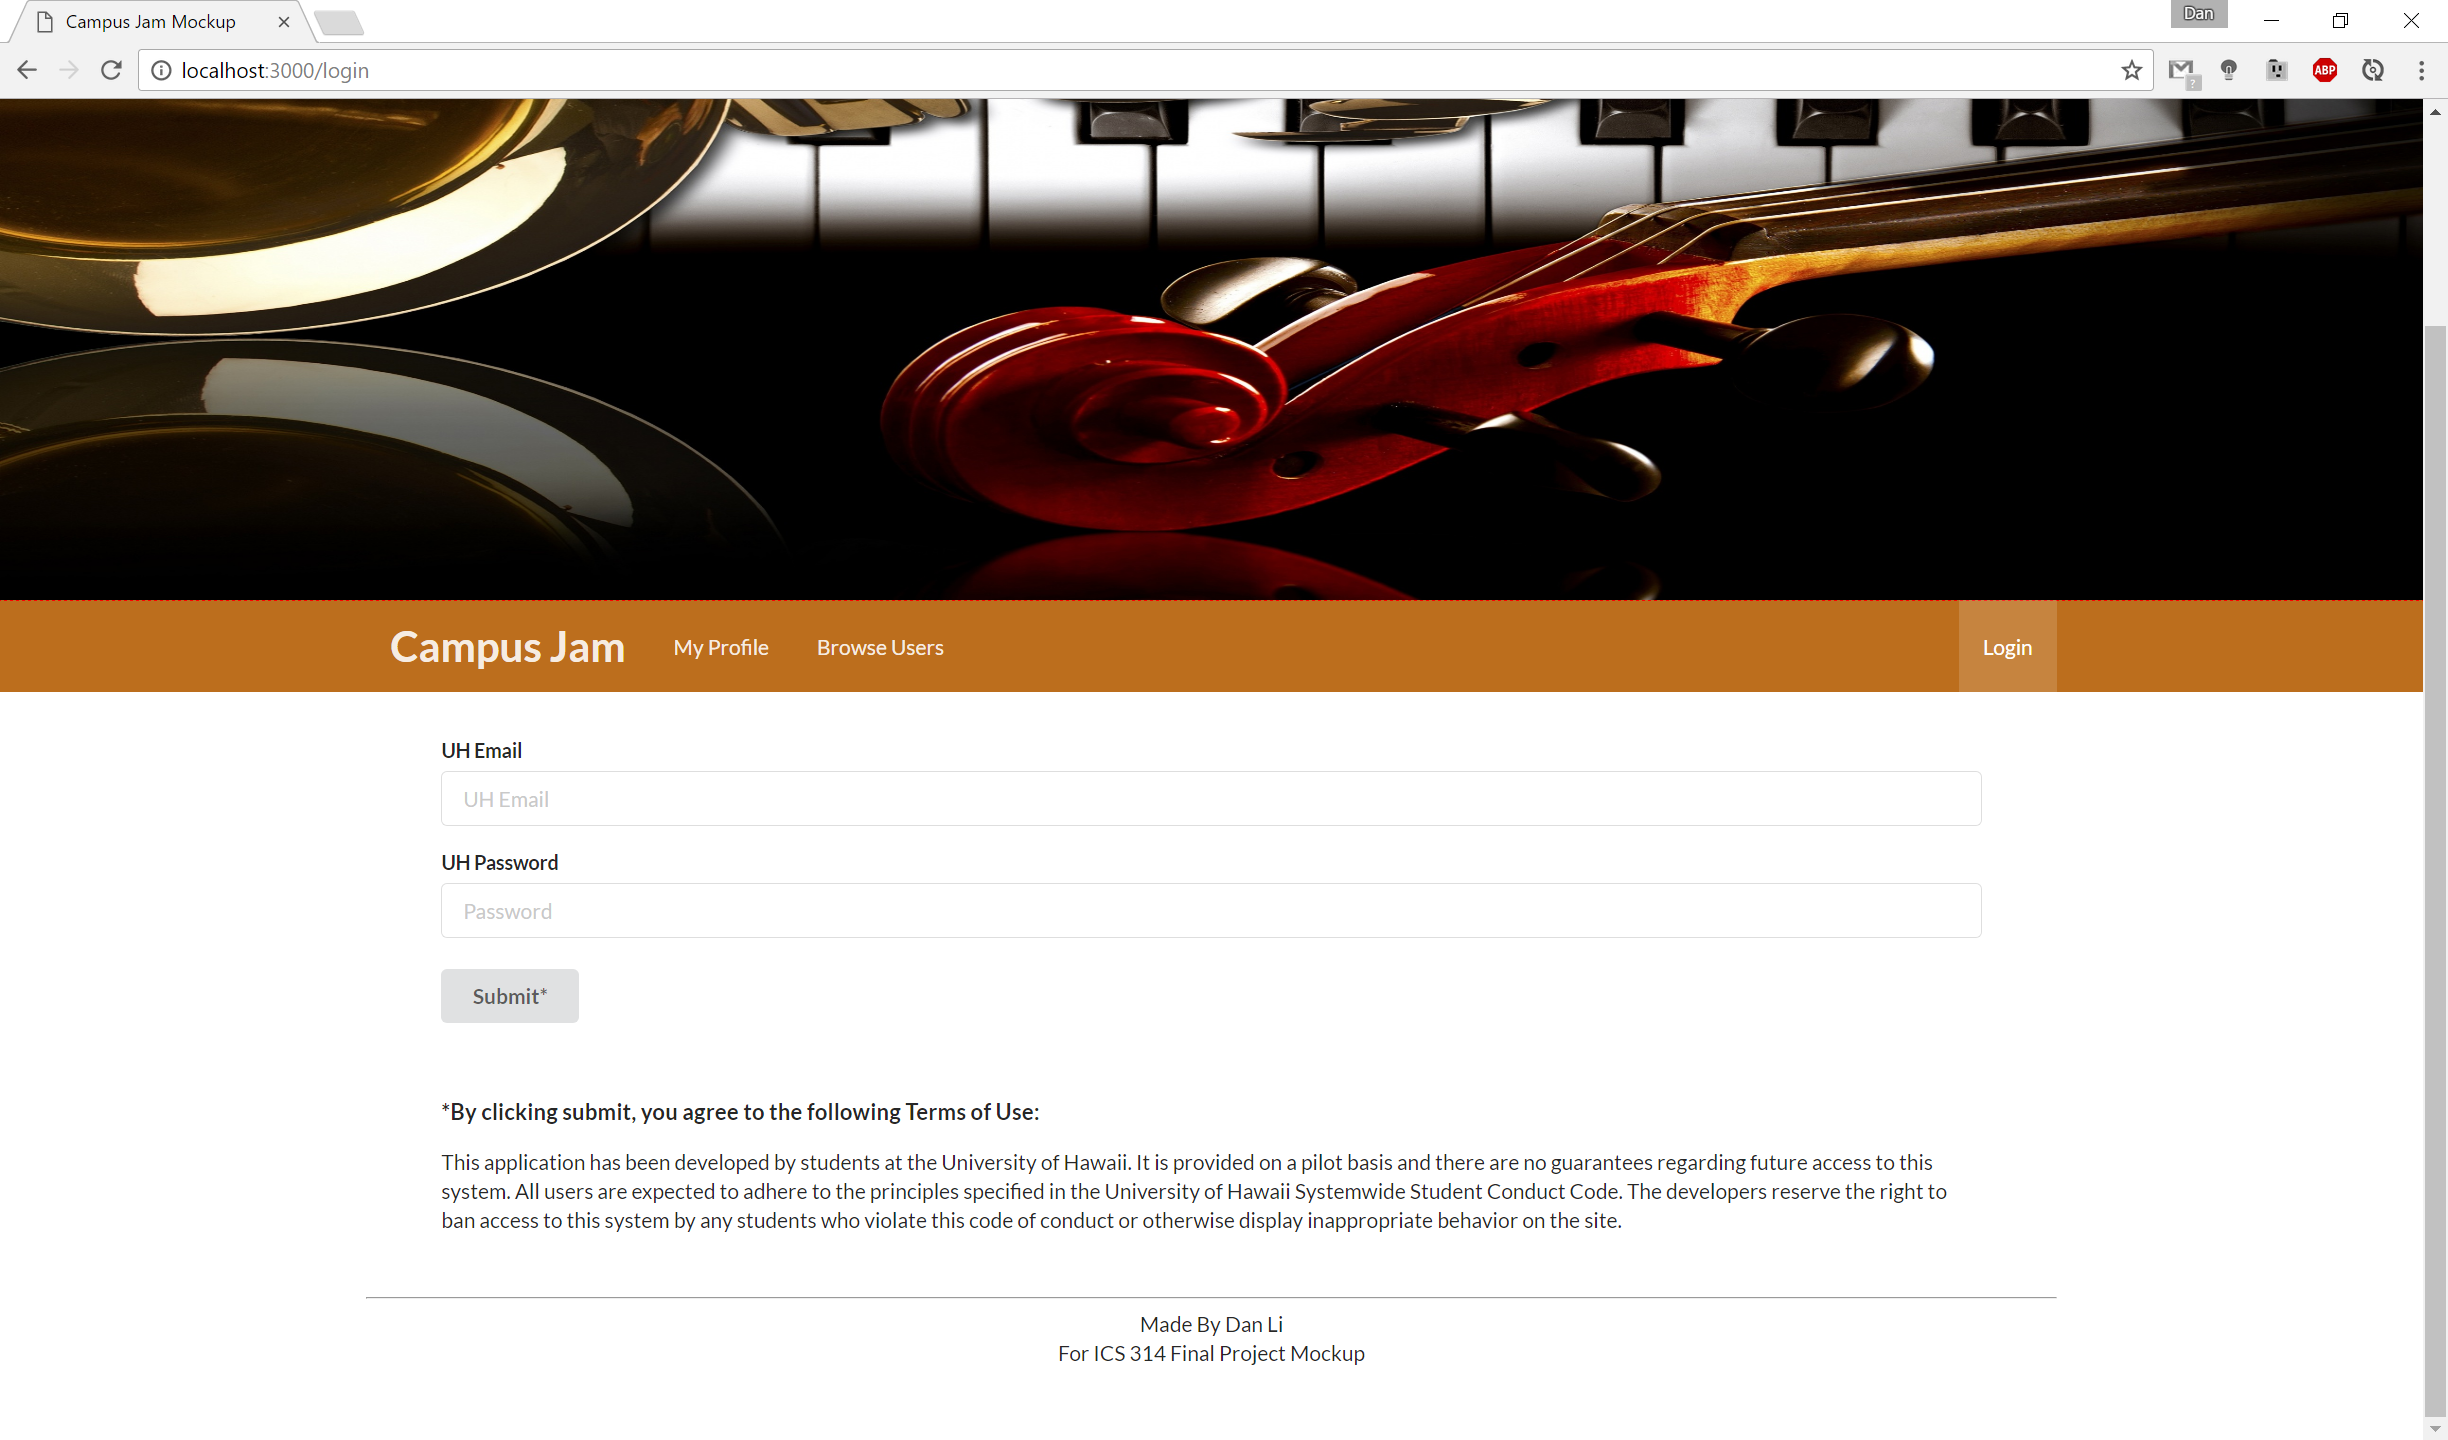 Campus Jam Mockup
Dan
localhost:3000/login
ABP
Campus Jam
My Profile
Browse Users
Login
UH Email
UH Email
UH Password
Password
Submit*
*By clicking submit, you agree to the following Terms of Use:
This application has been developed by students at the University of Hawaii. It is provided on a pilot basis and there are no guarantees regarding future access to this
system. All users are expected to adhere to the principles specified in the University of Hawaii Systemwide Student Conduct Code. The developers reserve the right to
ban access to this system by any students who violate this code of conduct or otherwise display inappropriate behavior on the site.
Made By Dan Li
For ICS 314 Final Project Mockup